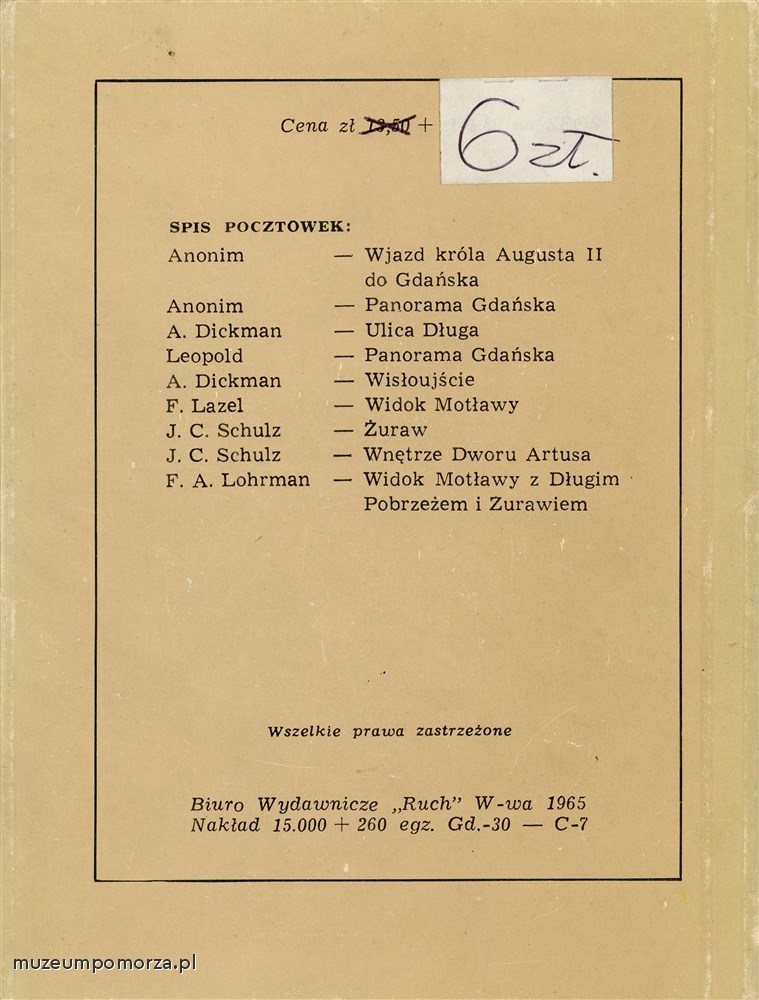 Cena zł 13,50 +
6 zł.
SPIS POCZTOWEK:
Anonim — Wjazd króla Augusta II
do Gdańska
Anonim — Panorama Gdańska
A. Dickman — Ulica Długa
Leopold — Panorama Gdańska
A. Dickman — Wisłoujście
F. Lazel — Widok Motławy
J. C. Schulz — Żuraw
J. C. Schulz — Wnętrze Dworu Artusa
F. A. Lohrman — Widok Motławy z Długim
Pobrzeżem i Żurawiem
Wszelkie prawa zastrzeżone
Biuro Wydawnicze „Ruch” W-wa 1965
Nakład 15.000 + 260 egz. Gd.-30 — C-7
muzeumpomorza.pl